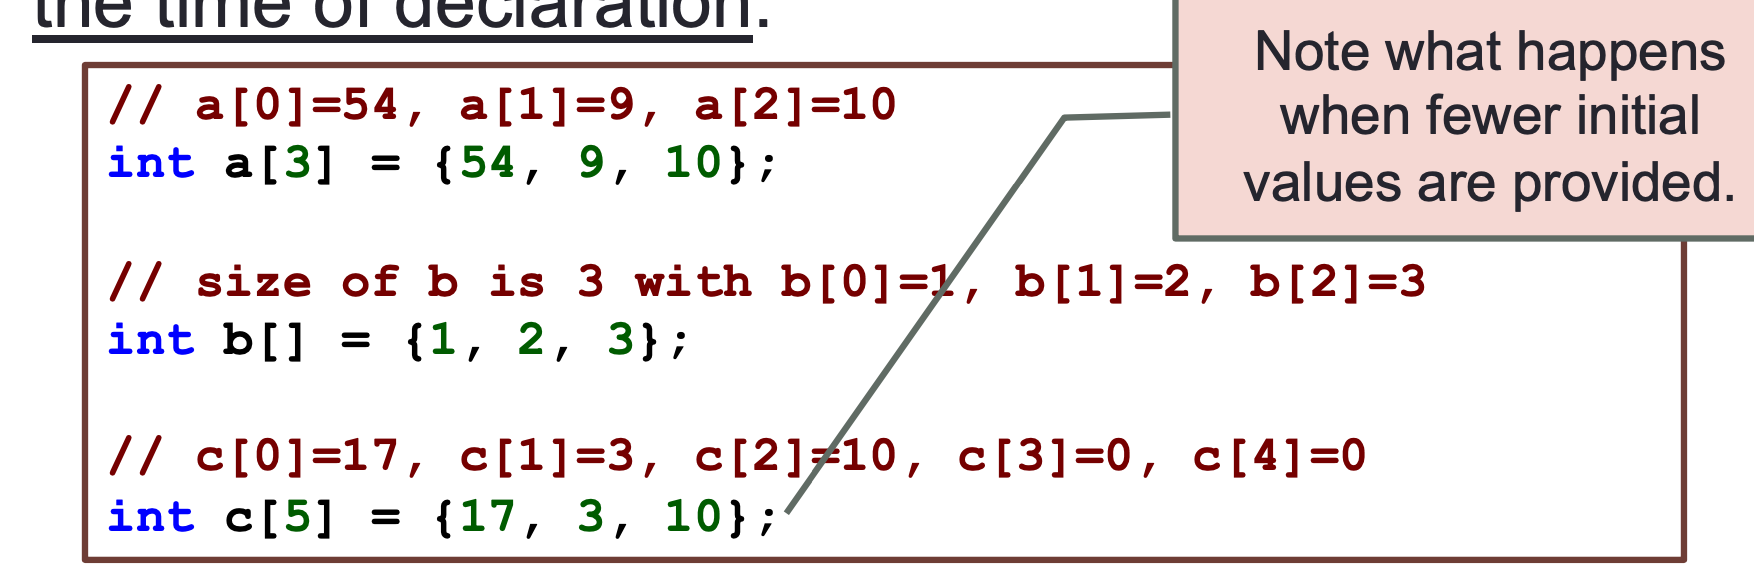 the time of declaration.
Note what happens
when fewer initial
values are provided.
// a[0]=54, a[1]=9, a[2]=10
int a[3] = {54, 9, 10};
// size of b is 3 with b[0]=1, b[1]=2, b[2]=3
int b[] = {1, 2, 3};
// c[0]=17, c[1]=3, c[2]=10, c[3]=0, c[4]=0
int c[5] = {17, 3, 10};